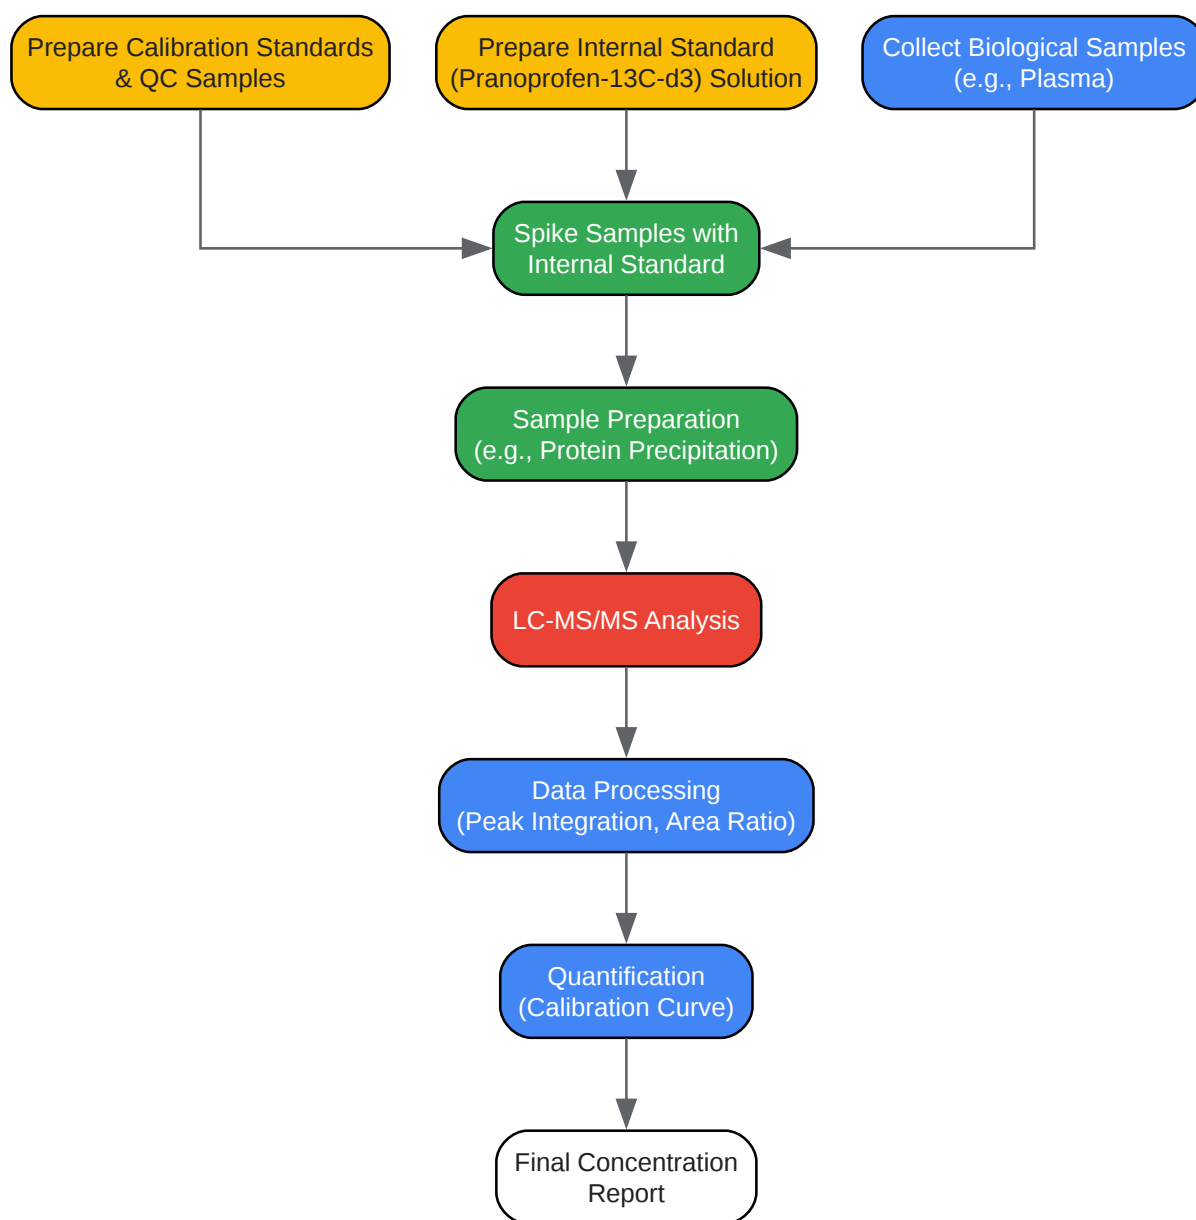 Prepare Calibration Standards
& QC Samples
Prepare Internal Standard
(Pranoprofen-13C-d3) Solution
Collect Biological Samples
(e.g., Plasma)
Spike Samples with
Internal Standard
Sample Preparation
(e.g., Protein Precipitation)
LC-MS/MS Analysis
Data Processing
(Peak Integration, Area Ratio)
Quantification
(Calibration Curve)
Final Concentration
Report